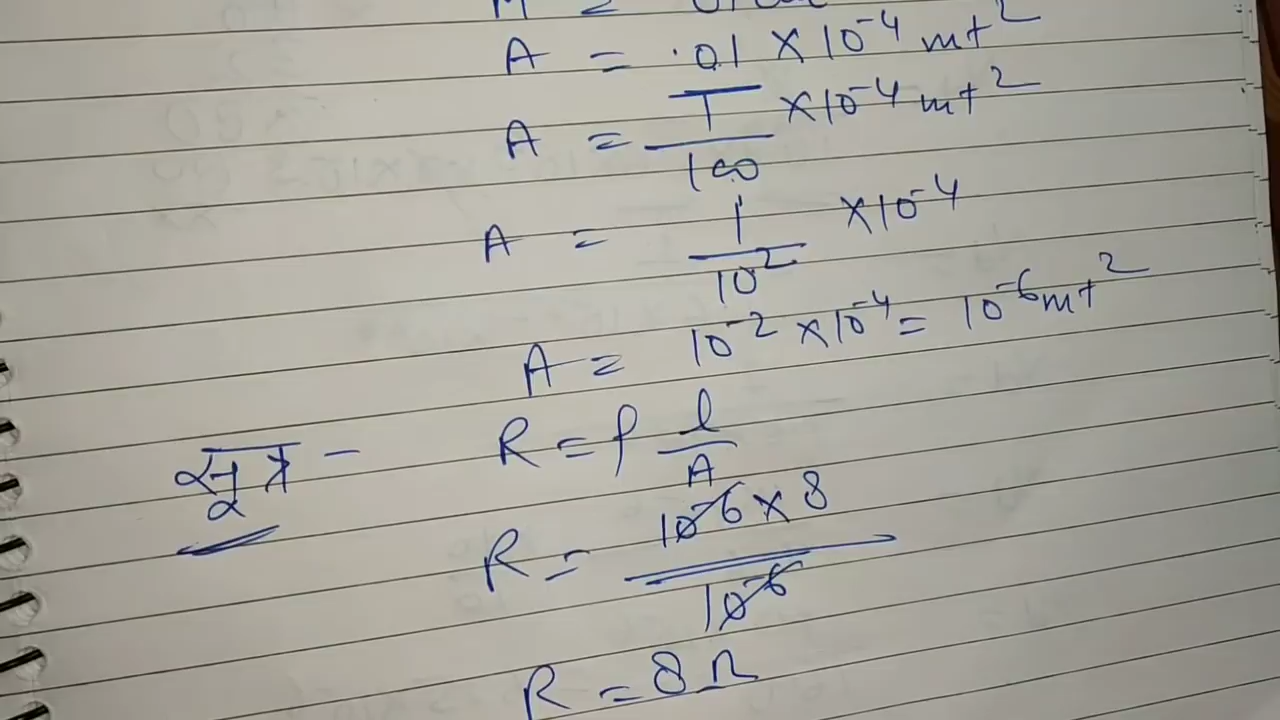 A = .01 × 10⁻⁴ mt²
A = 1/100 × 10⁻⁴ mt²
A = 1/10² × 10⁻⁴
A = 10⁻² × 10⁻⁴ = 10⁻⁶ mt²
सूत्र – R = ρ l/A
R = 10⁻⁶ × 8 / 10⁻⁶
R = 8 Ω